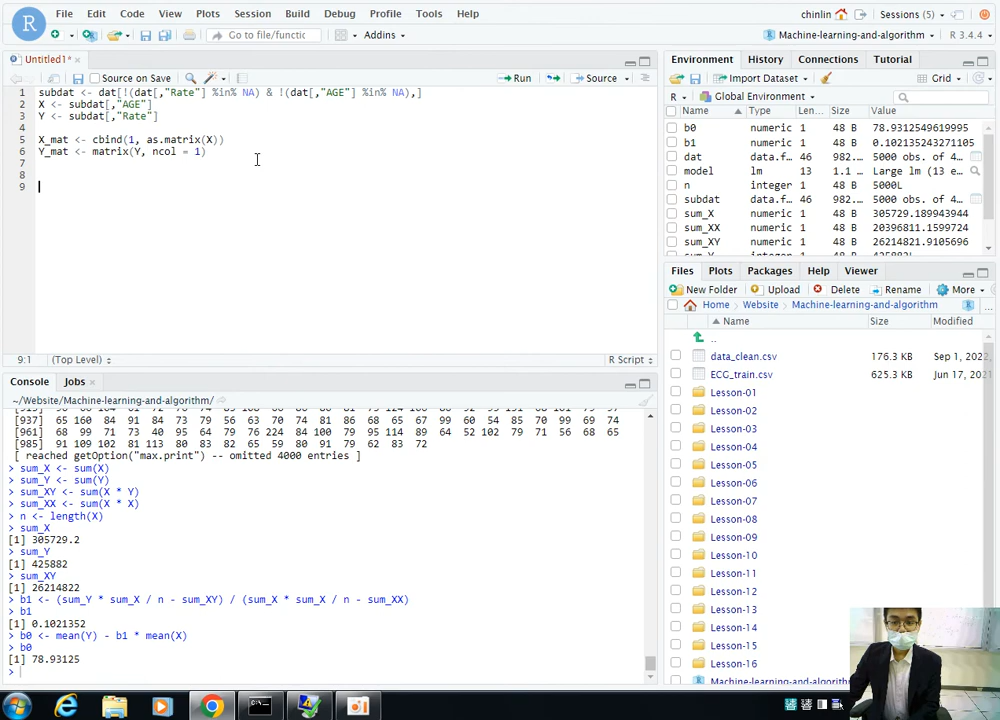 File Edit Code View Plots Session Build Debug Profile Tools Help
chinlin Sessions (5)
Go to file/functic Addins
Machine-learning-and-algorithm R 3.4.4
Untitled1* ×
Source on Save Run Source
1 subdat <- dat[!(dat[,"Rate"] %in% NA) & !(dat[,"AGE"] %in% NA),]
2 X <- subdat[,"AGE"]
3 Y <- subdat[,"Rate"]
4
5 X_mat <- cbind(1, as.matrix(X))
6 Y_mat <- matrix(Y, ncol = 1)
7
8
9
9:1 (Top Level) R Script
Console Jobs ×
~/Website/Machine-learning-and-algorithm/
[937] 65 160 84 91 84 73 79 56 63 70 74 81 86 68 65 67 99 60 54 85 70 99 69 74
[961] 68 99 71 73 40 95 64 79 76 224 84 100 79 95 114 89 64 52 102 79 71 56 68 65
[985] 91 109 102 81 113 80 83 82 65 59 80 91 79 62 83 72
[ reached getOption("max.print") -- omitted 4000 entries ]
> sum_X <- sum(X)
> sum_Y <- sum(Y)
> sum_XY <- sum(X * Y)
> sum_XX <- sum(X * X)
> n <- length(X)
> sum_X
[1] 305729.2
> sum_Y
[1] 425882
> sum_XY
[1] 26214822
> b1 <- (sum_Y * sum_X / n - sum_XY) / (sum_X * sum_X / n - sum_XX)
> b1
[1] 0.1021352
> b0 <- mean(Y) - b1 * mean(X)
> b0
[1] 78.93125
>
Environment History Connections Tutorial
Import Dataset Grid
R Global Environment
Name Type Len... Size Value
b0 numeric 1 48 B 78.9312549619995
b1 numeric 1 48 B 0.102135243271105
dat data.f... 46 982... 5000 obs. of 4...
model lm 13 1.1 ... Large lm (13 e...
n integer 1 48 B 5000L
subdat data.f... 46 982... 5000 obs. of 4...
sum_X numeric 1 48 B 305729.189943944
sum_XX numeric 1 48 B 20396811.1599724
sum_XY numeric 1 48 B 26214821.9105696
Files Plots Packages Help Viewer
New Folder Upload Delete Rename More
Home Website Machine-learning-and-algorithm ...
Name Size Modified
..
data_clean.csv 176.3 KB Sep 1, 2022,
ECG_train.csv 625.3 KB Jun 17, 2021,
Lesson-01
Lesson-02
Lesson-03
Lesson-04
Lesson-05
Lesson-06
Lesson-07
Lesson-08
Lesson-09
Lesson-10
Lesson-11
Lesson-12
Lesson-13
Lesson-14
Lesson-15
Lesson-16